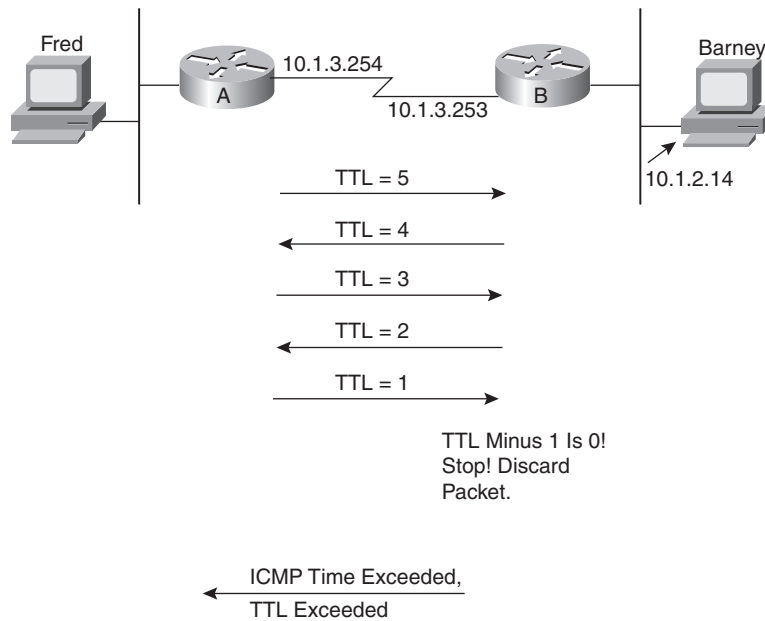 Fred
Barney
10.1.3.254
A
B
10.1.3.253
10.1.2.14
TTL = 5
TTL = 4
TTL = 3
TTL = 2
TTL = 1
TTL Minus 1 Is 0!
Stop! Discard
Packet.
ICMP Time Exceeded,
TTL Exceeded